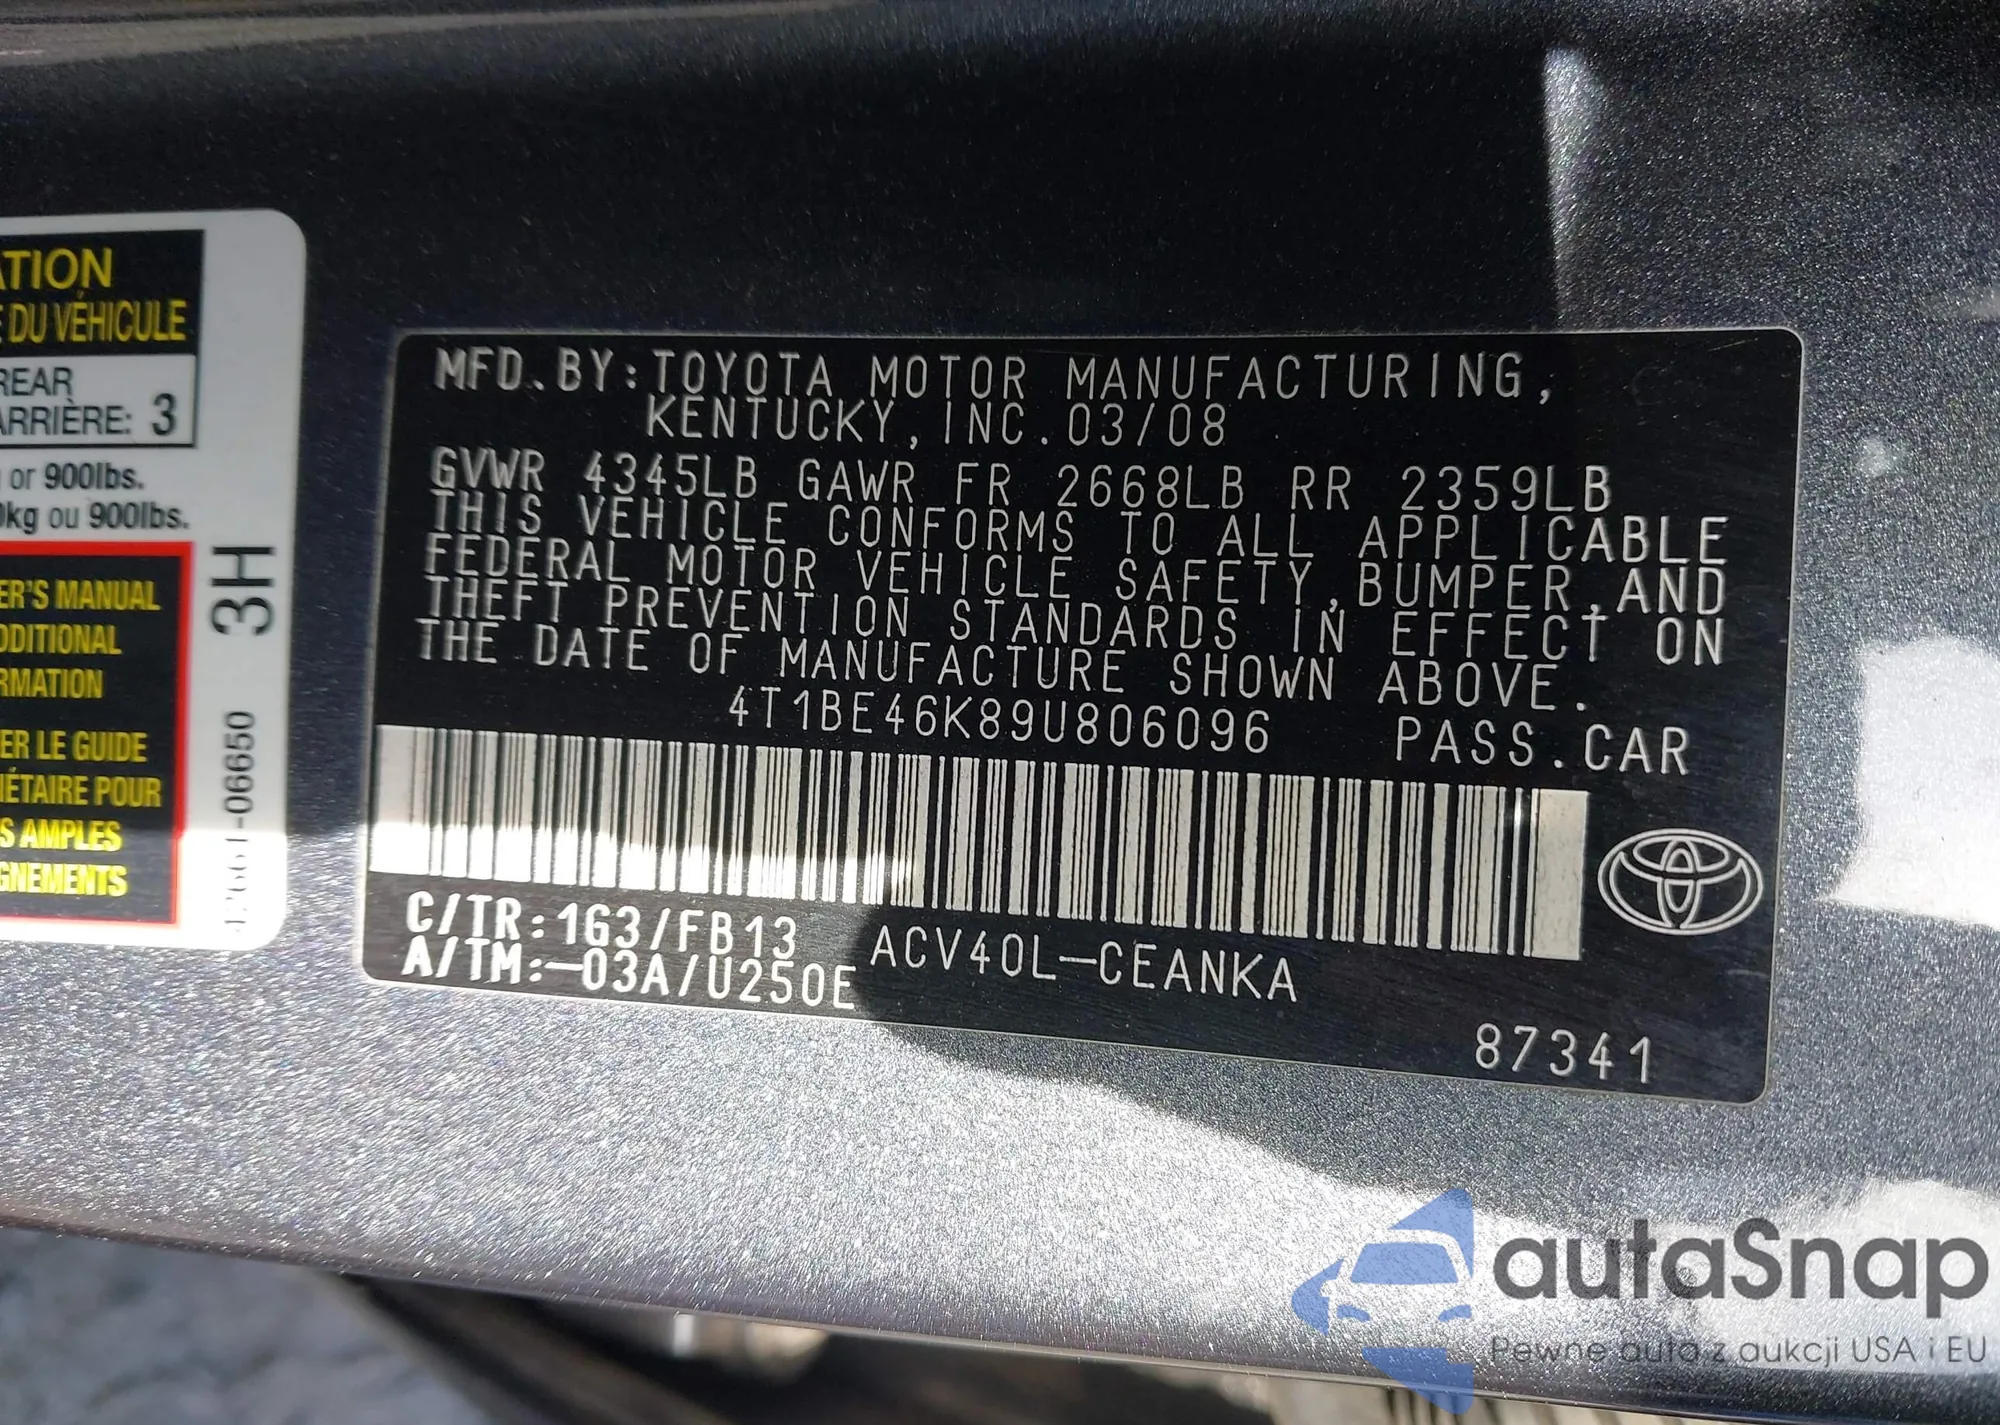 ATION
DU VÉHICULE
REAR
ARRIÈRE: 3
or 900lbs.
0kg ou 900lbs.
ER'S MANUAL
DDITIONAL
RMATION
ER LE GUIDE
IÉTAIRE POUR
S AMPLES
GNEMENTS
3H
42661-06650
MFD.BY:TOYOTA MOTOR MANUFACTURING,
KENTUCKY,INC.03/08
GVWR 4345LB GAWR FR 2668LB RR 2359LB
THIS VEHICLE CONFORMS TO ALL APPLICABLE
FEDERAL MOTOR VEHICLE SAFETY,BUMPER,AND
THEFT PREVENTION STANDARDS IN EFFECT ON
THE DATE OF MANUFACTURE SHOWN ABOVE.
4T1BE46K89U806096 PASS.CAR
C/TR:1G3/FB13
A/TM:-03A/U250E
ACV40L-CEANKA
87341
autaSnap
Pewne auta z aukcji USA i EU